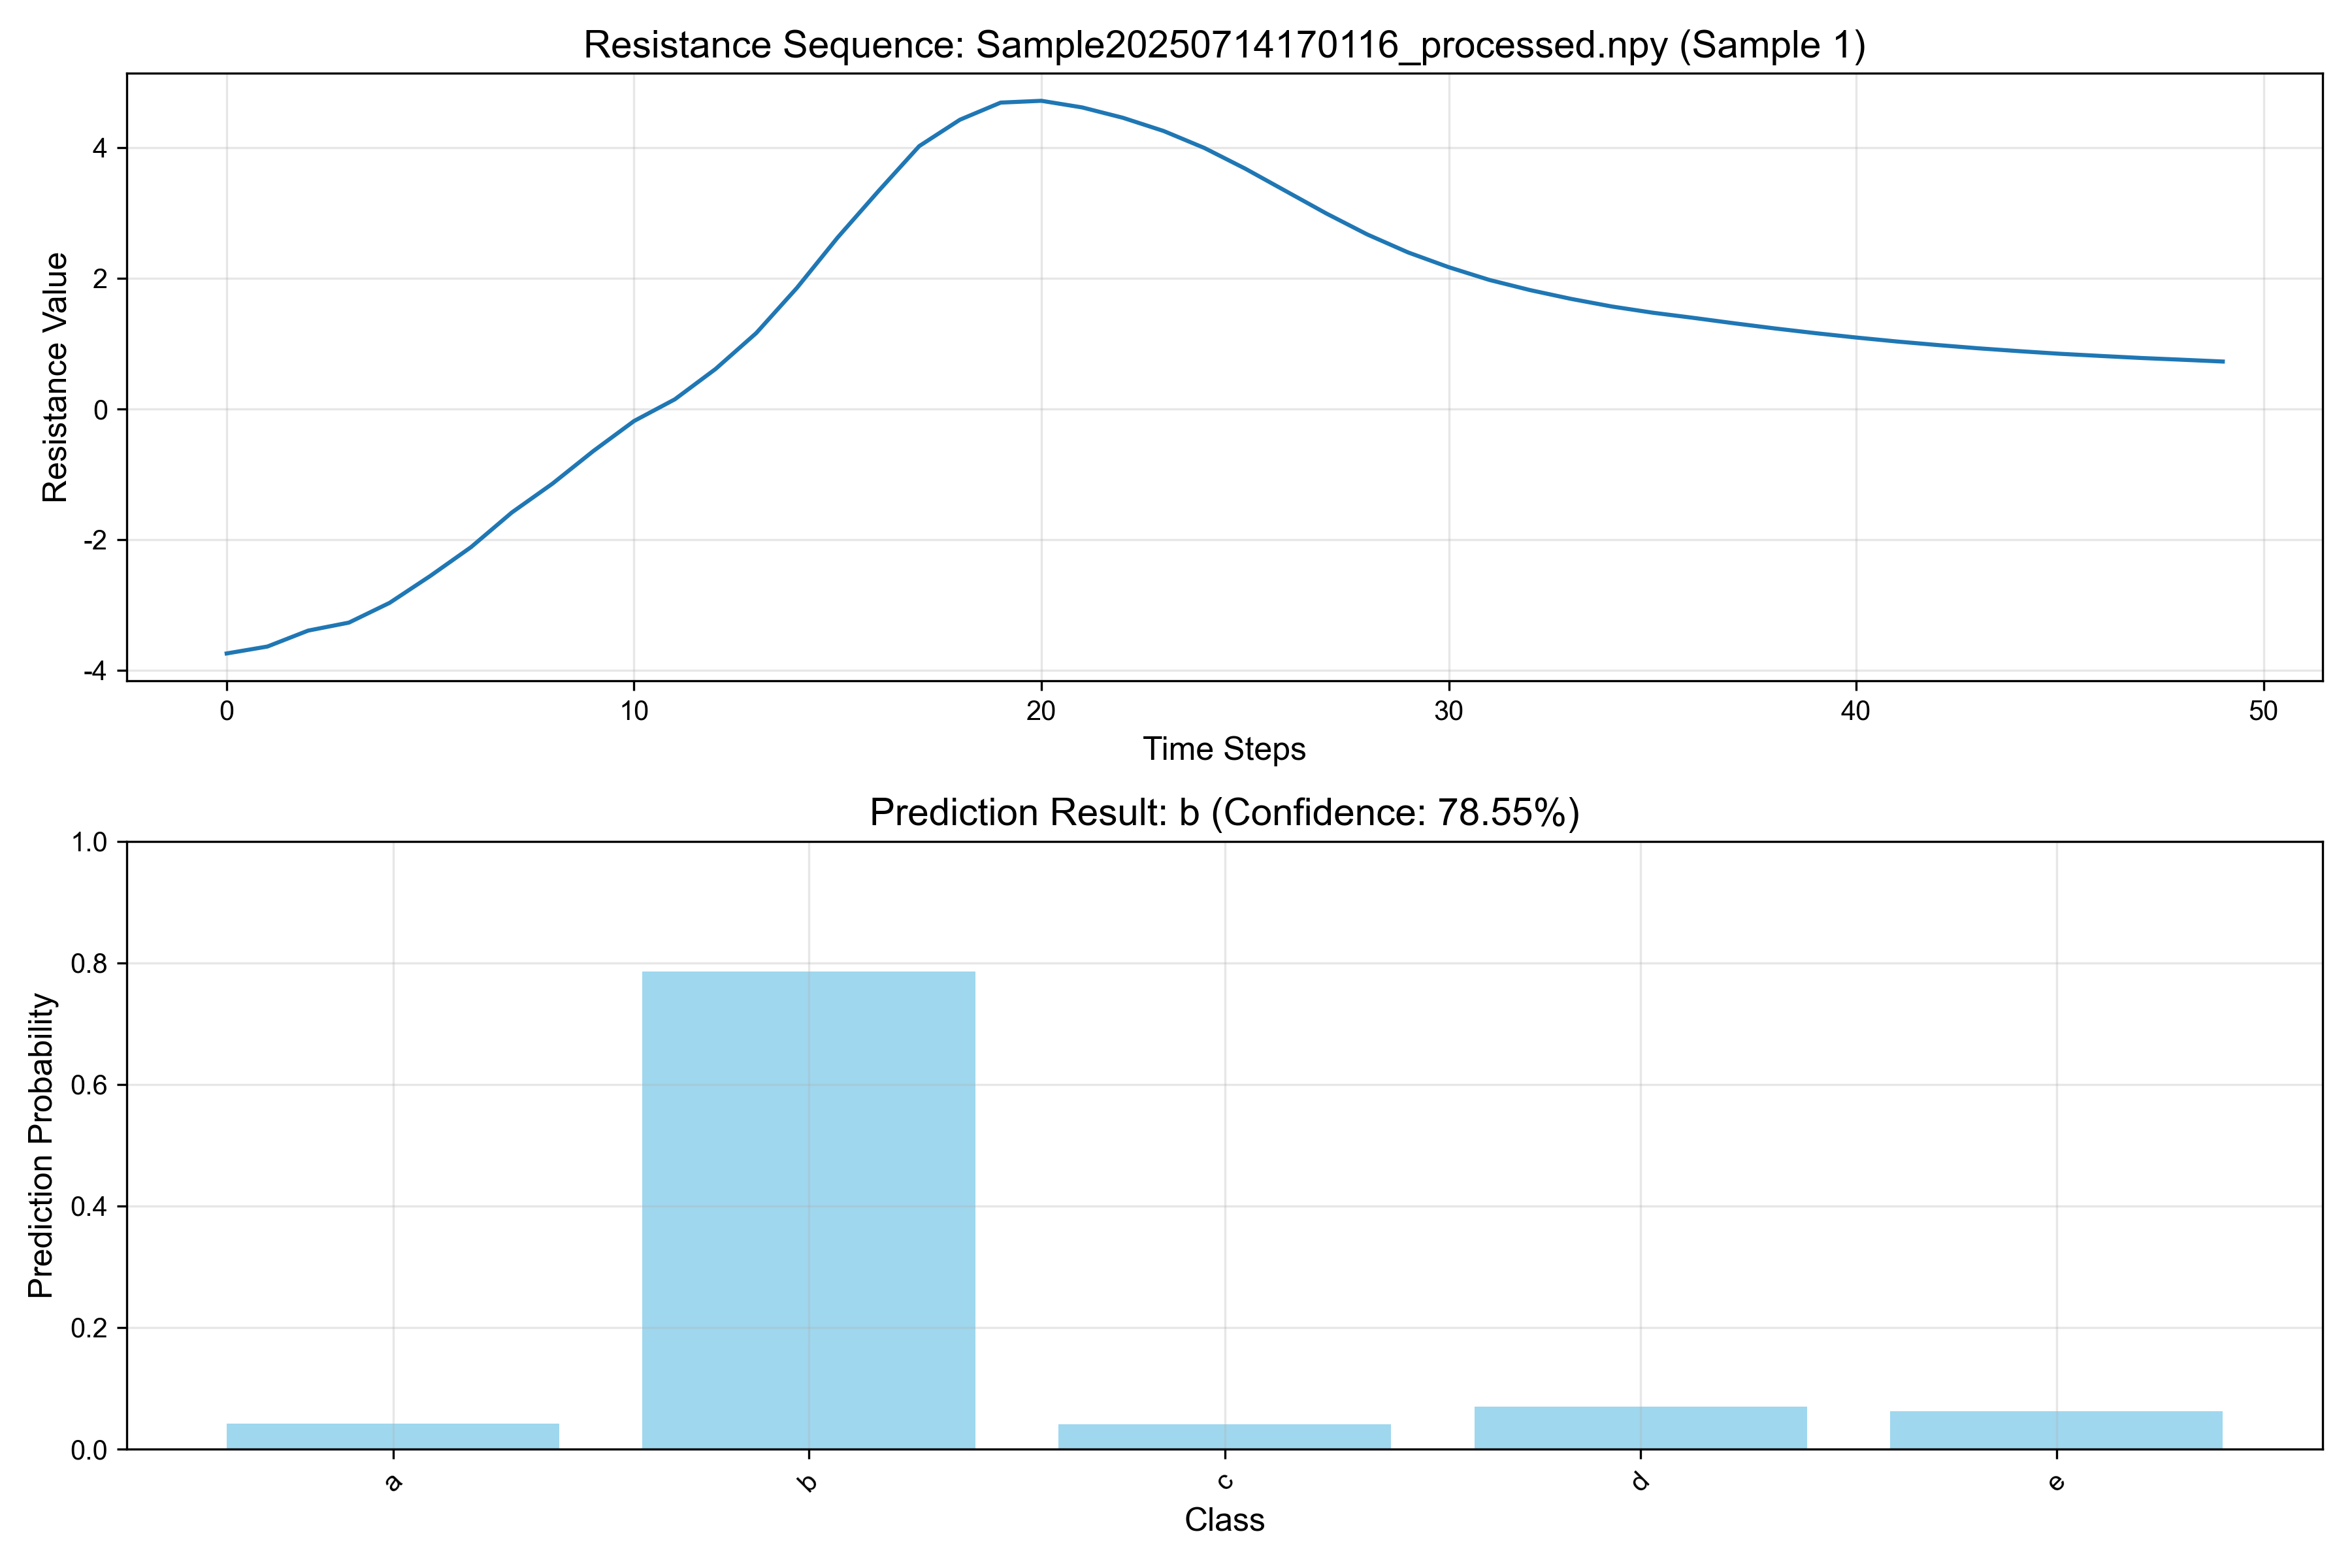 Resistance Sequence: Sample20250714170116_processed.npy (Sample 1)
Resistance Value
4
2
0
-2
-4
0 10 20 30 40 50
Time Steps
Prediction Result: b (Confidence: 78.55%)
Prediction Probability
1.0
0.8
0.6
0.4
0.2
0.0
a b c d e
Class